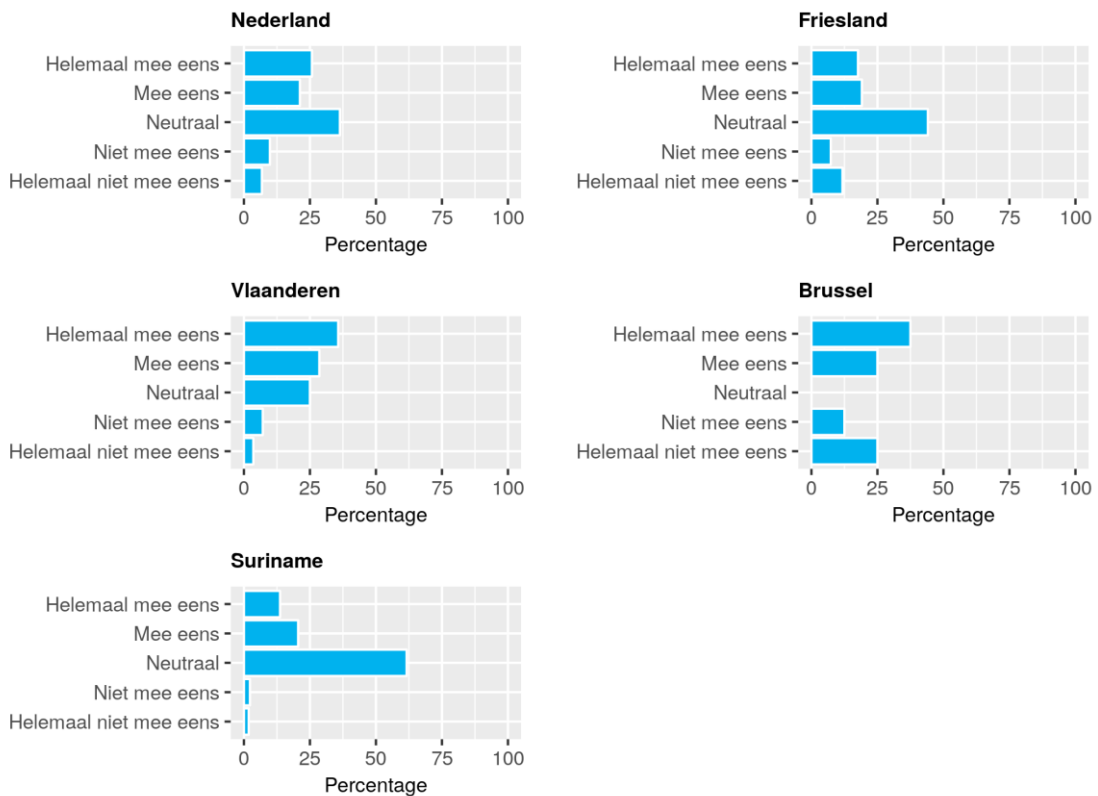 Nederland
Helemaal mee eens
Mee eens
Neutraal
Niet mee eens
Helemaal niet mee eens
0 25 50 75 100
Percentage
Friesland
Helemaal mee eens
Mee eens
Neutraal
Niet mee eens
Helemaal niet mee eens
0 25 50 75 100
Percentage
Vlaanderen
Helemaal mee eens
Mee eens
Neutraal
Niet mee eens
Helemaal niet mee eens
0 25 50 75 100
Percentage
Brussel
Helemaal mee eens
Mee eens
Neutraal
Niet mee eens
Helemaal niet mee eens
0 25 50 75 100
Percentage
Suriname
Helemaal mee eens
Mee eens
Neutraal
Niet mee eens
Helemaal niet mee eens
0 25 50 75 100
Percentage